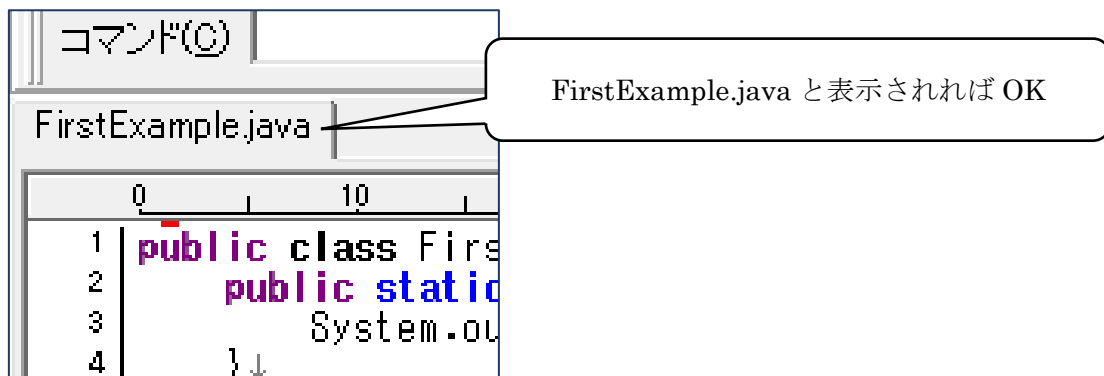 コマンド(C)
FirstExample.java と表示されれば OK
FirstExample.java
0 10
1 public class Firs
2 public static
3 System.ou
4 }↓